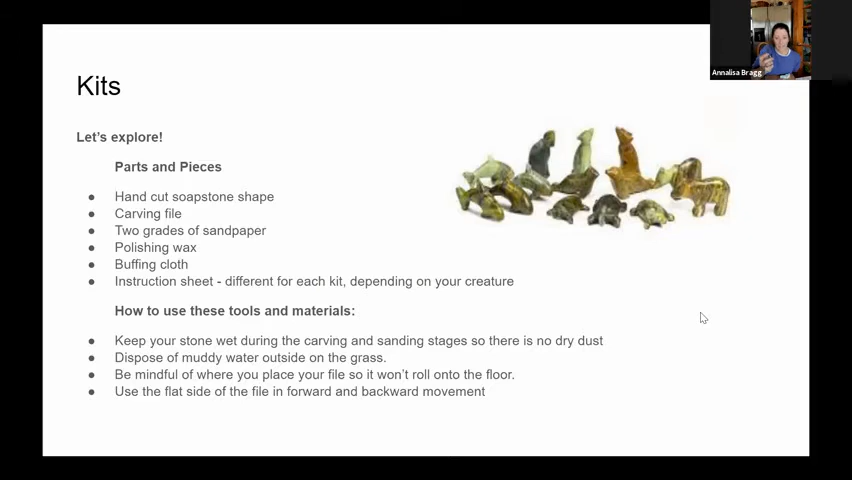 Annalisa Bragg
Kits
Let's explore!
Parts and Pieces
● Hand cut soapstone shape
● Carving file
● Two grades of sandpaper
● Polishing wax
● Buffing cloth
● Instruction sheet - different for each kit, depending on your creature
How to use these tools and materials:
● Keep your stone wet during the carving and sanding stages so there is no dry dust
● Dispose of muddy water outside on the grass.
● Be mindful of where you place your file so it won't roll onto the floor.
● Use the flat side of the file in forward and backward movement